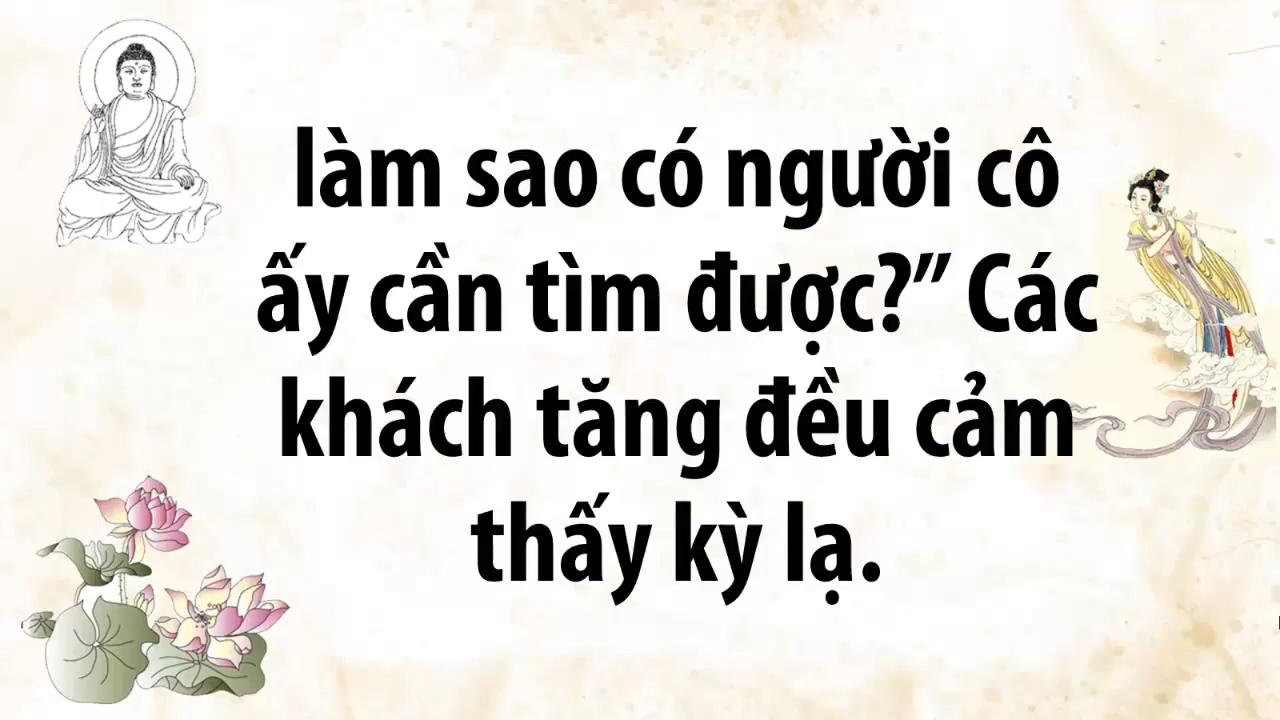 làm sao có người cô
ấy cần tìm được?” Các
khách tăng đều cảm
thấy kỳ lạ.